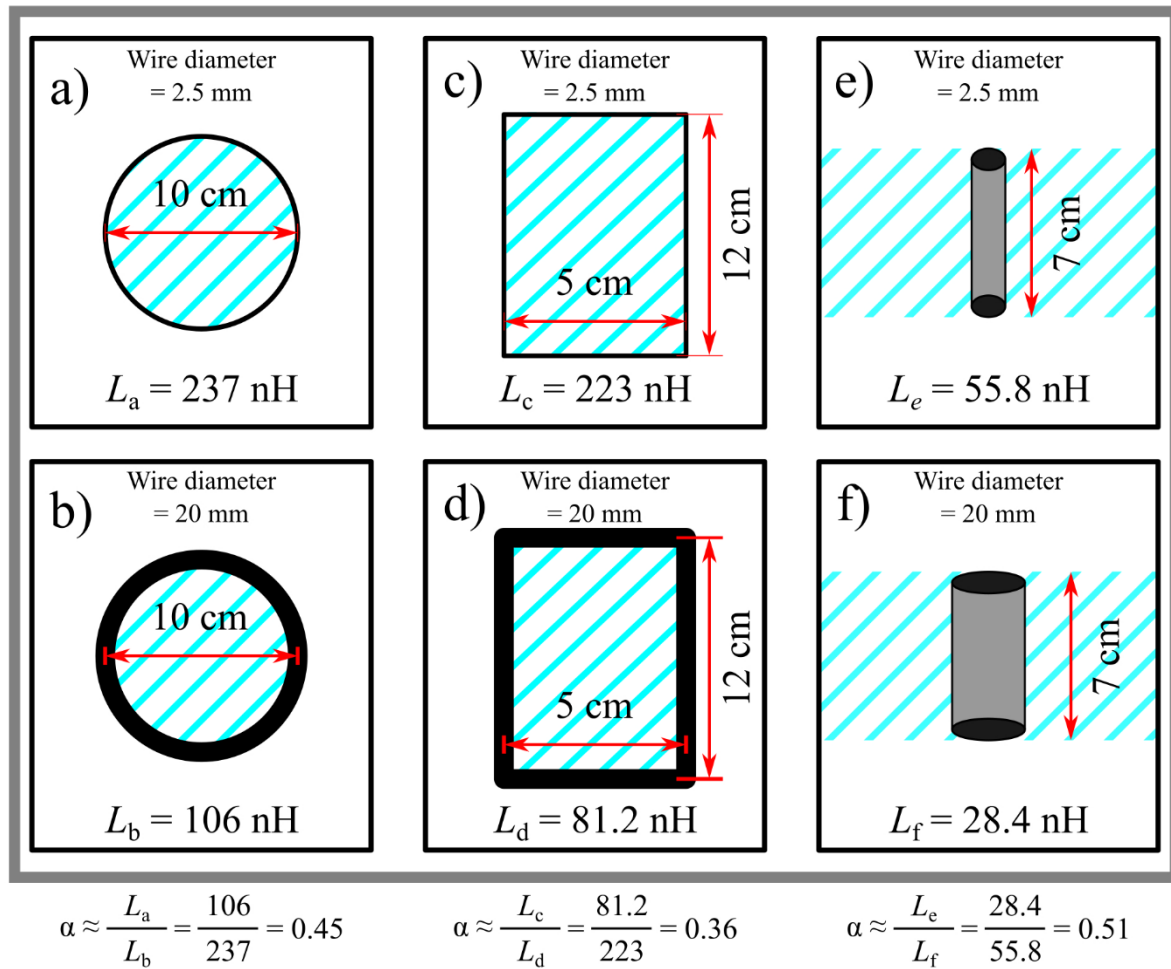 a)
Wire diameter
= 2.5 mm
10 cm
L_a = 237 nH
c)
Wire diameter
= 2.5 mm
5 cm
12 cm
L_c = 223 nH
e)
Wire diameter
= 2.5 mm
7 cm
L_e = 55.8 nH
b)
Wire diameter
= 20 mm
10 cm
L_b = 106 nH
d)
Wire diameter
= 20 mm
5 cm
12 cm
L_d = 81.2 nH
f)
Wire diameter
= 20 mm
7 cm
L_f = 28.4 nH
α ≈ L_a / L_b = 106 / 237 = 0.45
α ≈ L_c / L_d = 81.2 / 223 = 0.36
α ≈ L_e / L_f = 28.4 / 55.8 = 0.51